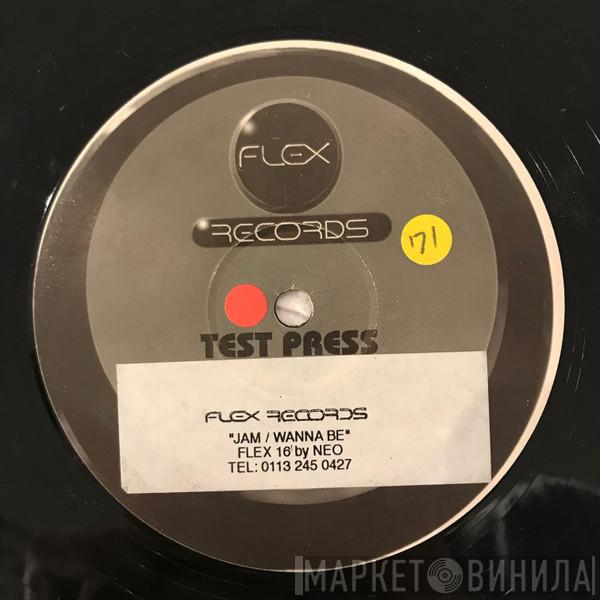 FLEX
RECORDS
171
TEST PRESS
FLEX RECORDS
"JAM / WANNA BE"
FLEX 16 by NEO
TEL: 0113 245 0427
МАРКЕТ ВИНИЛА